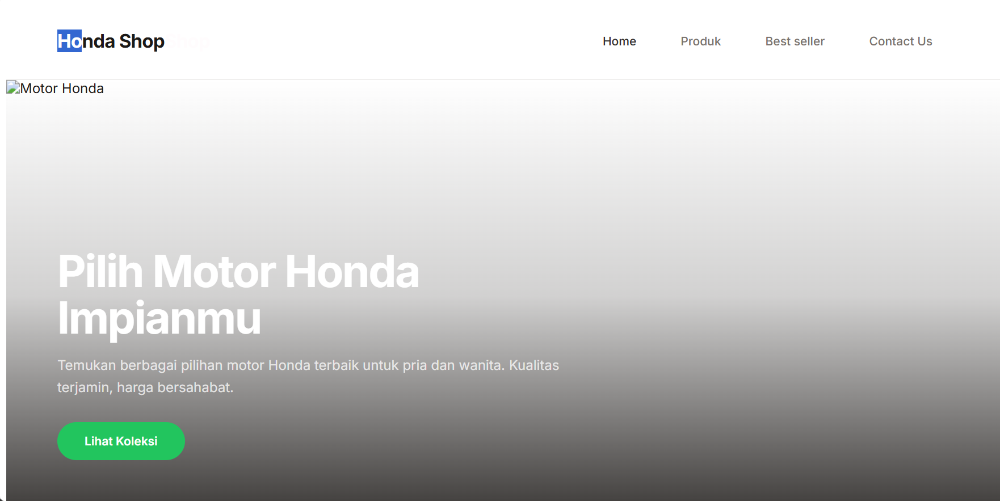 Honda Shop
Home
Produk
Best seller
Contact Us
Motor Honda
Pilih Motor Honda
Impianmu
Temukan berbagai pilihan motor Honda terbaik untuk pria dan wanita. Kualitas
terjamin, harga bersahabat.
Lihat Koleksi